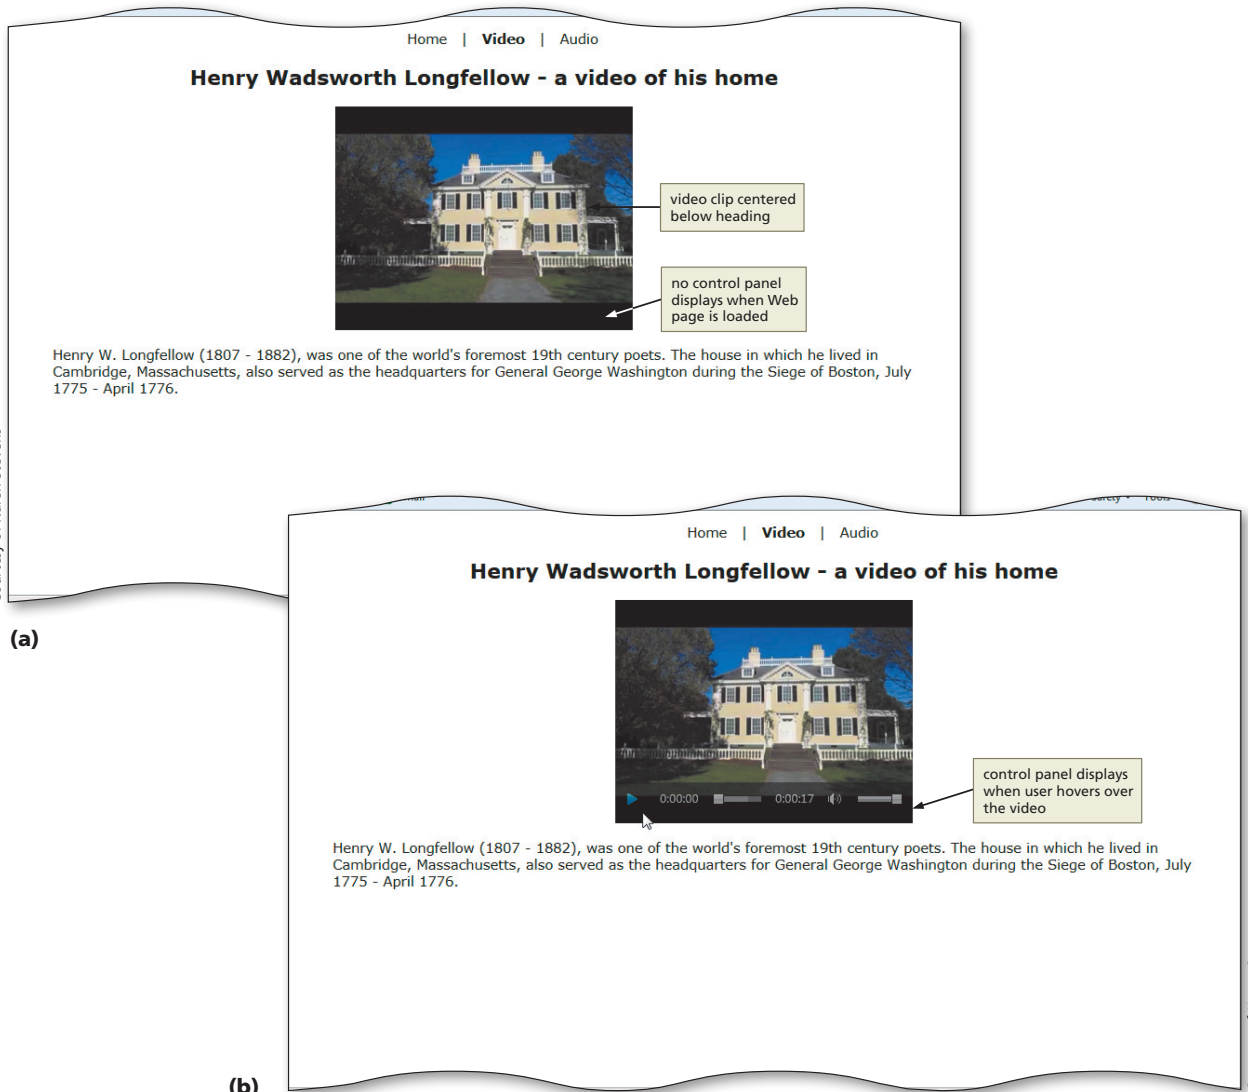 Home | Video | Audio
Henry Wadsworth Longfellow - a video of his home
video clip centered
below heading
no control panel
displays when Web
page is loaded
Henry W. Longfellow (1807 - 1882), was one of the world's foremost 19th century poets. The house in which he lived in
Cambridge, Massachusetts, also served as the headquarters for General George Washington during the Siege of Boston, July
1775 - April 1776.
(a)
Home | Video | Audio
Henry Wadsworth Longfellow - a video of his home
0:00:00 0:00:17
control panel displays
when user hovers over
the video
Henry W. Longfellow (1807 - 1882), was one of the world's foremost 19th century poets. The house in which he lived in
Cambridge, Massachusetts, also served as the headquarters for General George Washington during the Siege of Boston, July
1775 - April 1776.
(b)